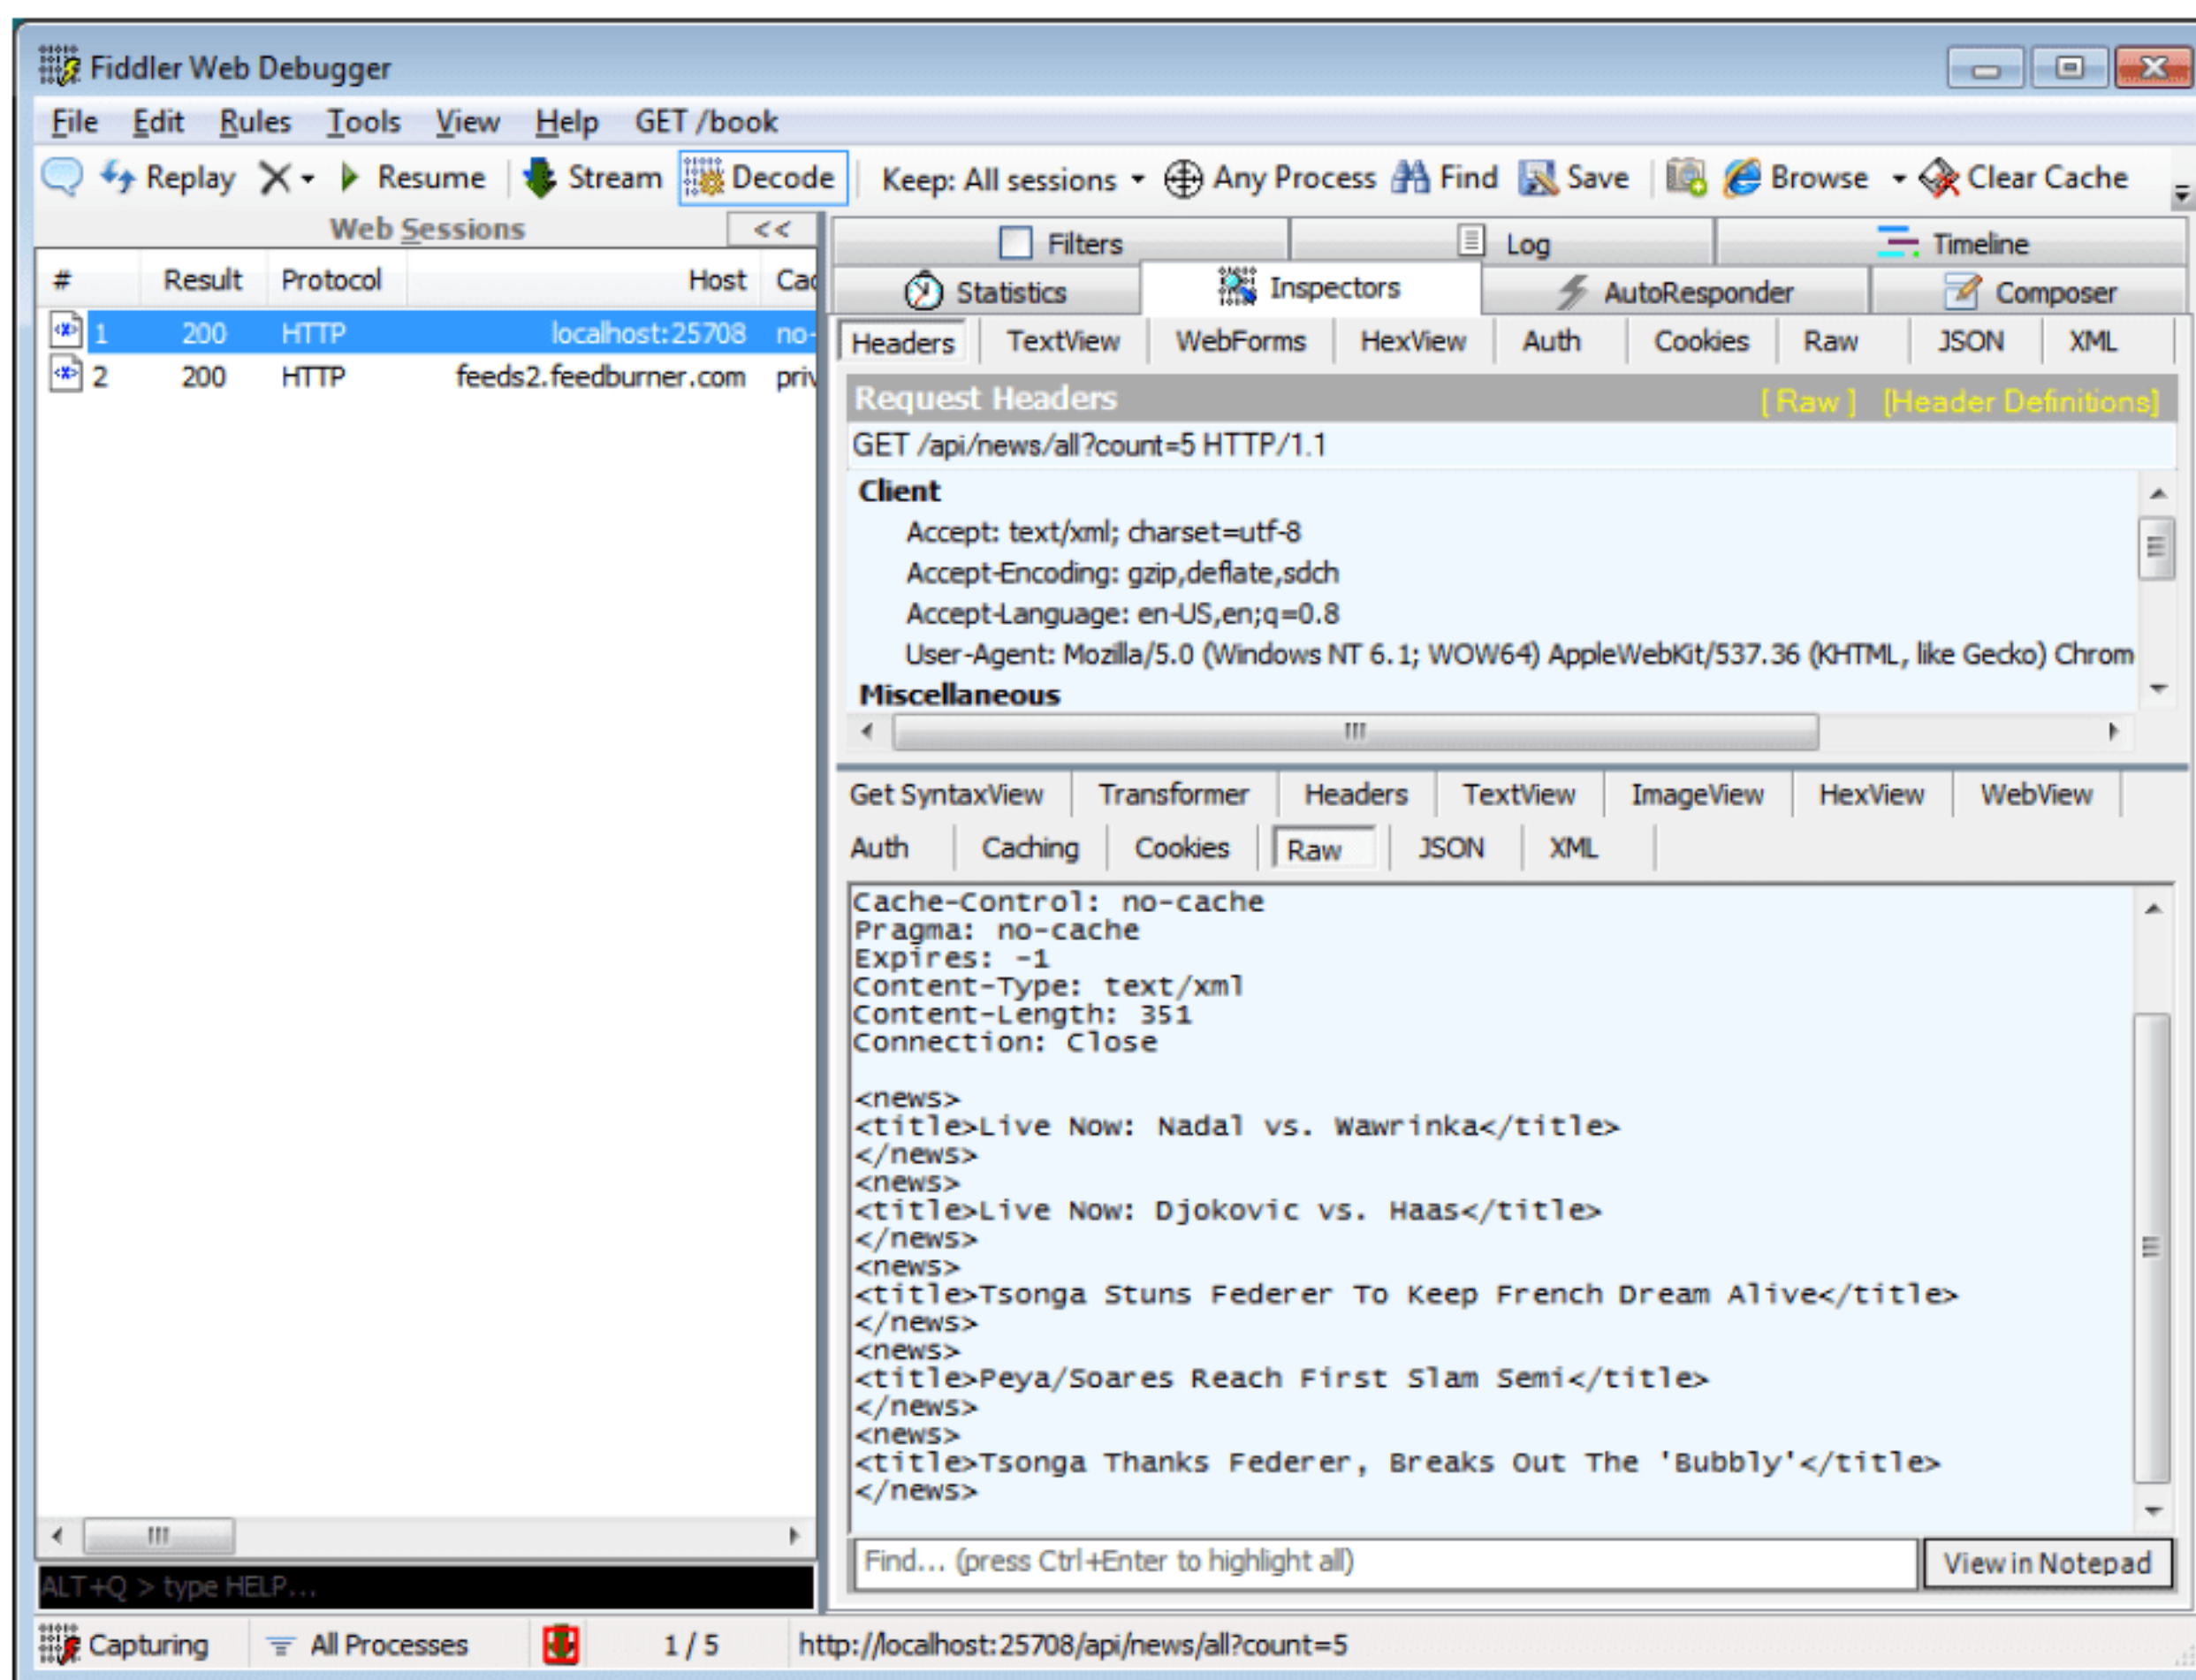 Fiddler Web Debugger
File Edit Rules Tools View Help GET /book
Replay Resume Stream Decode Keep: All sessions Any Process Find Save Browse Clear Cache
Web Sessions <<
# Result Protocol Host Cac
1 200 HTTP localhost:25708 no-
2 200 HTTP feeds2.feedburner.com priv
Filters Log Timeline
Statistics Inspectors AutoResponder Composer
Headers TextView WebForms HexView Auth Cookies Raw JSON XML
Request Headers [ Raw ] [Header Definitions]
GET /api/news/all?count=5 HTTP/1.1
Client
Accept: text/xml; charset=utf-8
Accept-Encoding: gzip,deflate,sdch
Accept-Language: en-US,en;q=0.8
User-Agent: Mozilla/5.0 (Windows NT 6.1; WOW64) AppleWebKit/537.36 (KHTML, like Gecko) Chrom
Miscellaneous
Get SyntaxView Transformer Headers TextView ImageView HexView WebView
Auth Caching Cookies Raw JSON XML
Cache-Control: no-cache
Pragma: no-cache
Expires: -1
Content-Type: text/xml
Content-Length: 351
Connection: Close
<news>
<title>Live Now: Nadal vs. Wawrinka</title>
</news>
<news>
<title>Live Now: Djokovic vs. Haas</title>
</news>
<news>
<title>Tsonga Stuns Federer To Keep French Dream Alive</title>
</news>
<news>
<title>Peya/Soares Reach First Slam Semi</title>
</news>
<news>
<title>Tsonga Thanks Federer, Breaks Out The 'Bubbly'</title>
</news>
Find... (press Ctrl+Enter to highlight all) View in Notepad
ALT+Q > type HELP...
Capturing All Processes 1 / 5 http://localhost:25708/api/news/all?count=5